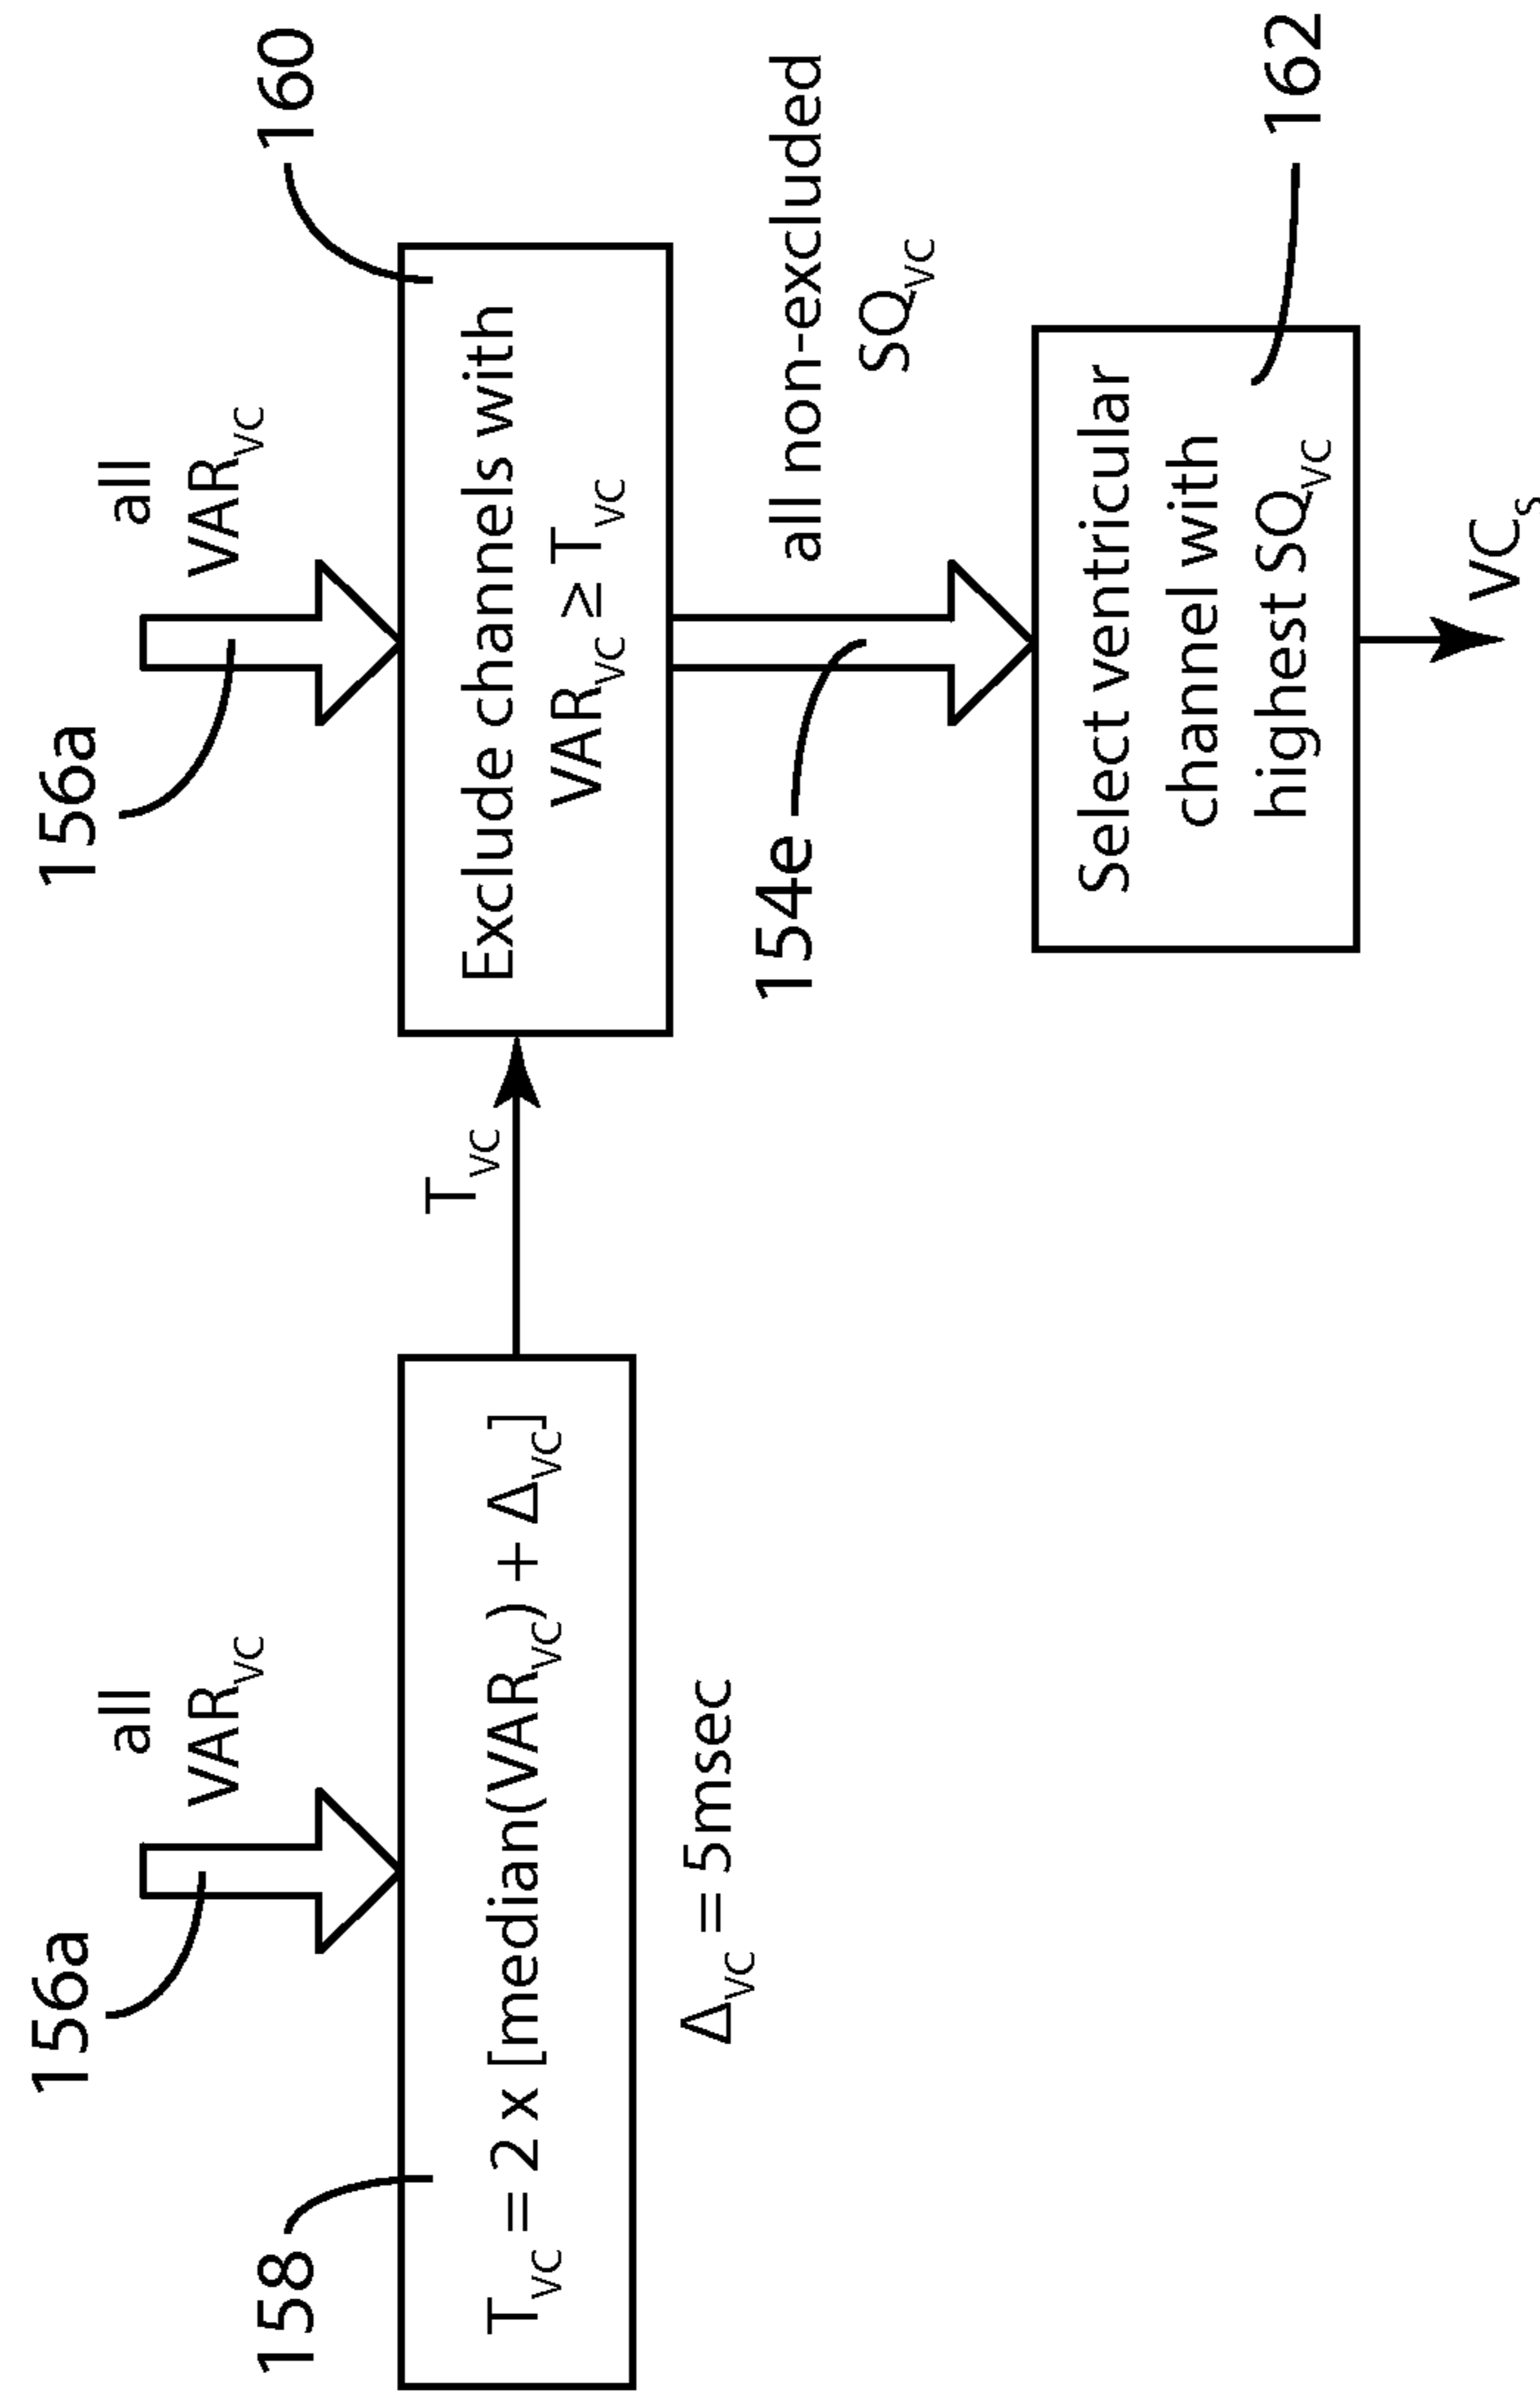 156a
all
VAR_VC
158
T_VC = 2 x [median(VAR_VC) + Δ_VC]
Δ_VC = 5msec
T_VC
156a
all
VAR_VC
160
Exclude channels with
VAR_VC ≥ T_VC
154e
all non-excluded
SQ_VC
Select ventricular
channel with
highest SQ_VC
162
VC_s